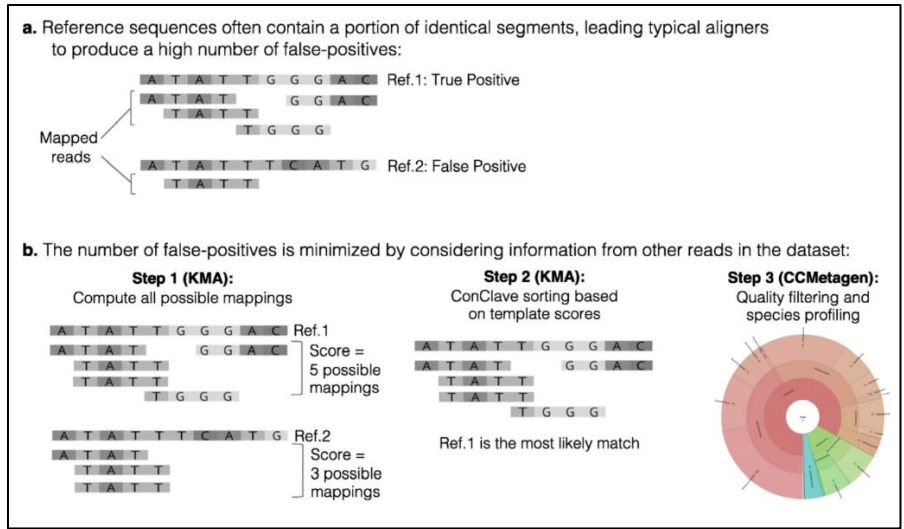 a. Reference sequences often contain a portion of identical segments, leading typical aligners
to produce a high number of false-positives:
A T A T T G G G A C Ref.1: True Positive
A T A T G G A C
T A T T
T G G G
Mapped
reads
A T A T T T C A T G Ref.2: False Positive
T A T T
b. The number of false-positives is minimized by considering information from other reads in the dataset:
Step 1 (KMA):
Compute all possible mappings
A T A T T G G G A C Ref.1
A T A T G G A C
T A T T
T A T T
T G G G
Score =
5 possible
mappings
A T A T T T C A T G Ref.2
A T A T
T A T T
T A T T
Score =
3 possible
mappings
Step 2 (KMA):
ConClave sorting based
on template scores
A T A T T G G G A C
A T A T G G A C
T A T T
T A T T
T G G G
Ref.1 is the most likely match
Step 3 (CCMetagen):
Quality filtering and
species profiling